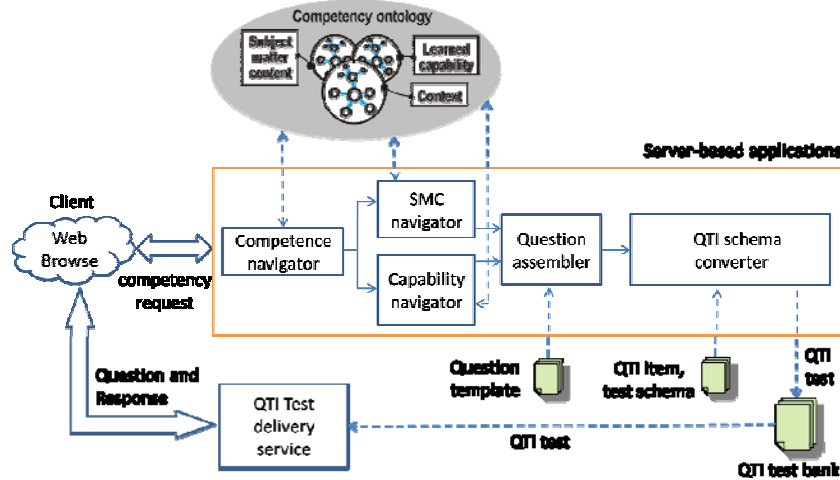 Competency ontology
Subject
matter
content
Learned
capability
Context
Server-based applications
Client
Web
Browse
competency
request
Competence
navigator
SMC
navigator
Capability
navigator
Question
assembler
QTI schema
converter
Question
template
QTI item,
test schema
QTI
test
Question and
Response
QTI Test
delivery
service
QTI test
QTI test bank